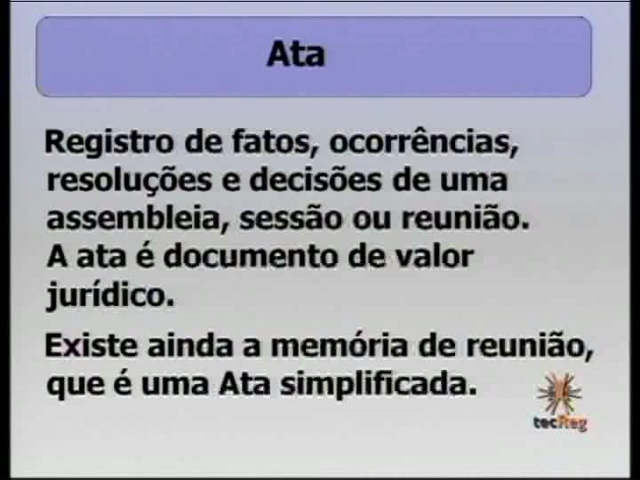 Ata
Registro de fatos, ocorrências,
resoluções e decisões de uma
assembleia, sessão ou reunião.
A ata é documento de valor
jurídico.
Existe ainda a memória de reunião,
que é uma Ata simplificada.
tecReg